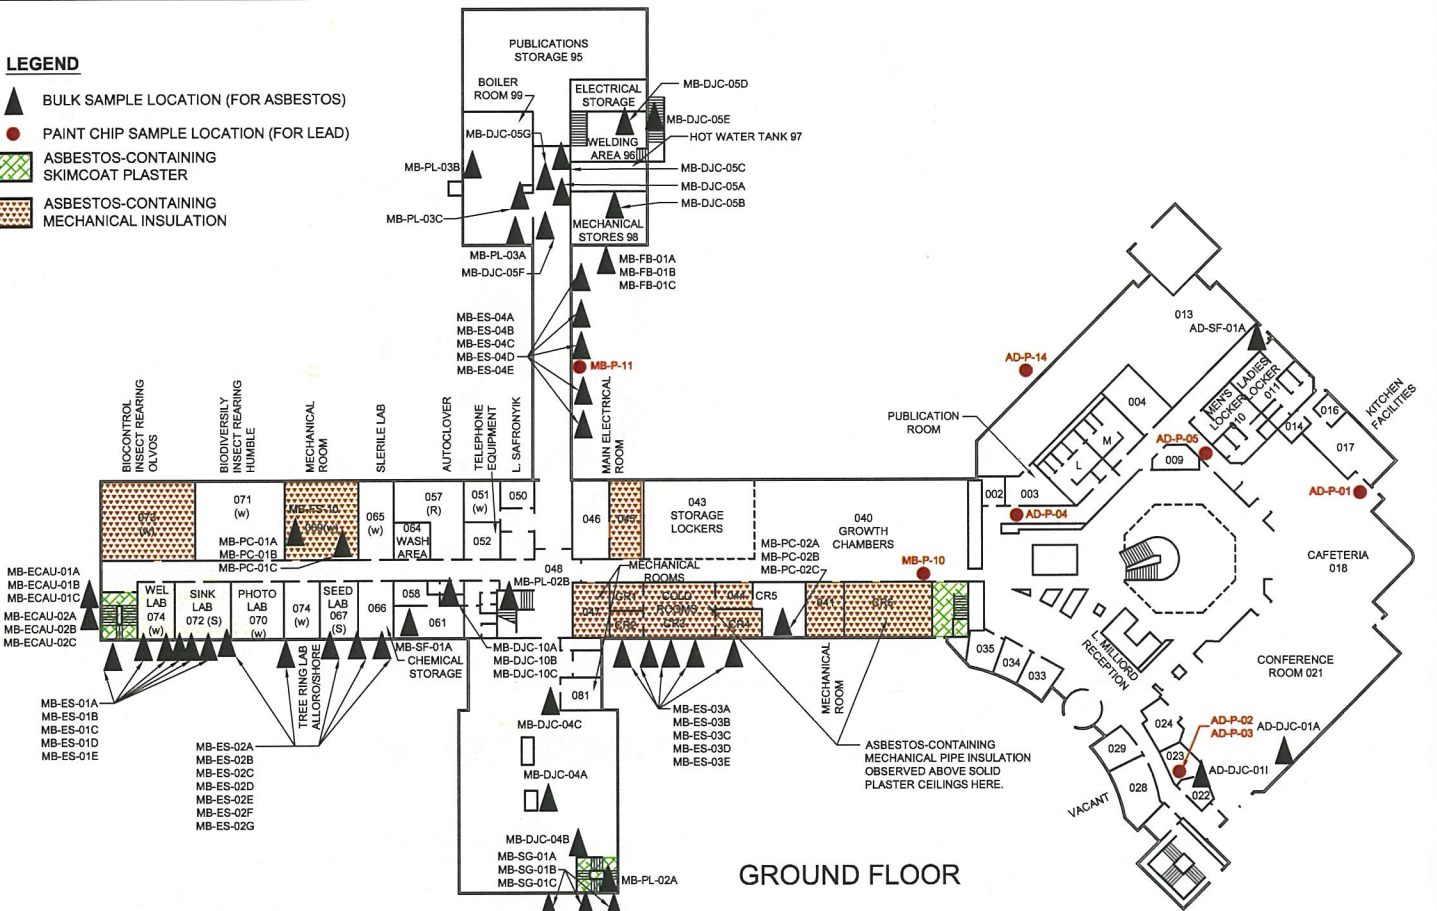 LEGEND
BULK SAMPLE LOCATION (FOR ASBESTOS)
PAINT CHIP SAMPLE LOCATION (FOR LEAD)
ASBESTOS-CONTAINING
SKIMCOAT PLASTER
ASBESTOS-CONTAINING
MECHANICAL INSULATION
PUBLICATIONS
STORAGE 95
BOILER
ROOM 99
ELECTRICAL
STORAGE
MB-DJC-05D
MB-DJC-05E
HOT WATER TANK 97
MB-DJC-05G
WELDING
AREA 96
MB-PL-03B
MB-DJC-05C
MB-DJC-05A
MB-DJC-05B
MB-PL-03C
MECHANICAL
STORES 98
MB-PL-03A
MB-DJC-05F
MB-FB-01A
MB-FB-01B
MB-FB-01C
MB-ES-04A
MB-ES-04B
MB-ES-04C
MB-ES-04D
MB-ES-04E
MB-P-11
BIOCONTROL
INSECT REARING
OLVOS
BIODIVERSILY
INSECT REARING
HUMBLE
MECHANICAL
ROOM
SLERILE LAB
AUTOCLOVER
TELEPHONE
EQUIPMENT
L. SAFRONYIK
MAIN ELECTRICAL
ROOM
073
(w)
071
(w)
MB-PC-01A
MB-PC-01B
MB-PC-01C
MB-FS-10
069(w)
065
(w)
057
(R)
064
WASH
AREA
051
(w)
052
050
046
045
043
STORAGE
LOCKERS
040
GROWTH
CHAMBERS
MB-PC-02A
MB-PC-02B
MB-PC-02C
MB-P-10
048
MECHANICAL
ROOMS
MB-PL-02B
MB-ECAU-01A
MB-ECAU-01B
MB-ECAU-01C
MB-ECAU-02A
MB-ECAU-02B
MB-ECAU-02C
WEL
LAB
074
(w)
SINK
LAB
072 (S)
PHOTO
LAB
070
(w)
074
(w)
SEED
LAB
067
(S)
066
058
061
047
CR1
CR2
COLD
ROOMS
CR3
044
CR4
CR5
041
CR6
MB-SF-01A
CHEMICAL
STORAGE
MB-DJC-10A
MB-DJC-10B
MB-DJC-10C
TREE RING LAB
ALLORO/SHORE
081
MECHANICAL
ROOM
MB-ES-01A
MB-ES-01B
MB-ES-01C
MB-ES-01D
MB-ES-01E
MB-ES-02A
MB-ES-02B
MB-ES-02C
MB-ES-02D
MB-ES-02E
MB-ES-02F
MB-ES-02G
MB-DJC-04C
MB-DJC-04A
MB-DJC-04B
MB-SG-01A
MB-SG-01B
MB-SG-01C
MB-PL-02A
MB-ES-03A
MB-ES-03B
MB-ES-03C
MB-ES-03D
MB-ES-03E
ASBESTOS-CONTAINING
MECHANICAL PIPE INSULATION
OBSERVED ABOVE SOLID
PLASTER CEILINGS HERE.
GROUND FLOOR
013
AD-SF-01A
AD-P-14
LADIES
LOCKER
011
MEN'S
LOCKER
010
004
PUBLICATION
ROOM
M
L
016
014
017
KITCHEN
FACILITIES
AD-P-05
009
AD-P-01
002
003
AD-P-04
CAFETERIA
018
L. MILLIORD
RECEPTION
035
034
033
CONFERENCE
ROOM 021
024
AD-P-02
AD-P-03
AD-DJC-01A
023
AD-DJC-01I
022
029
028
VACANT